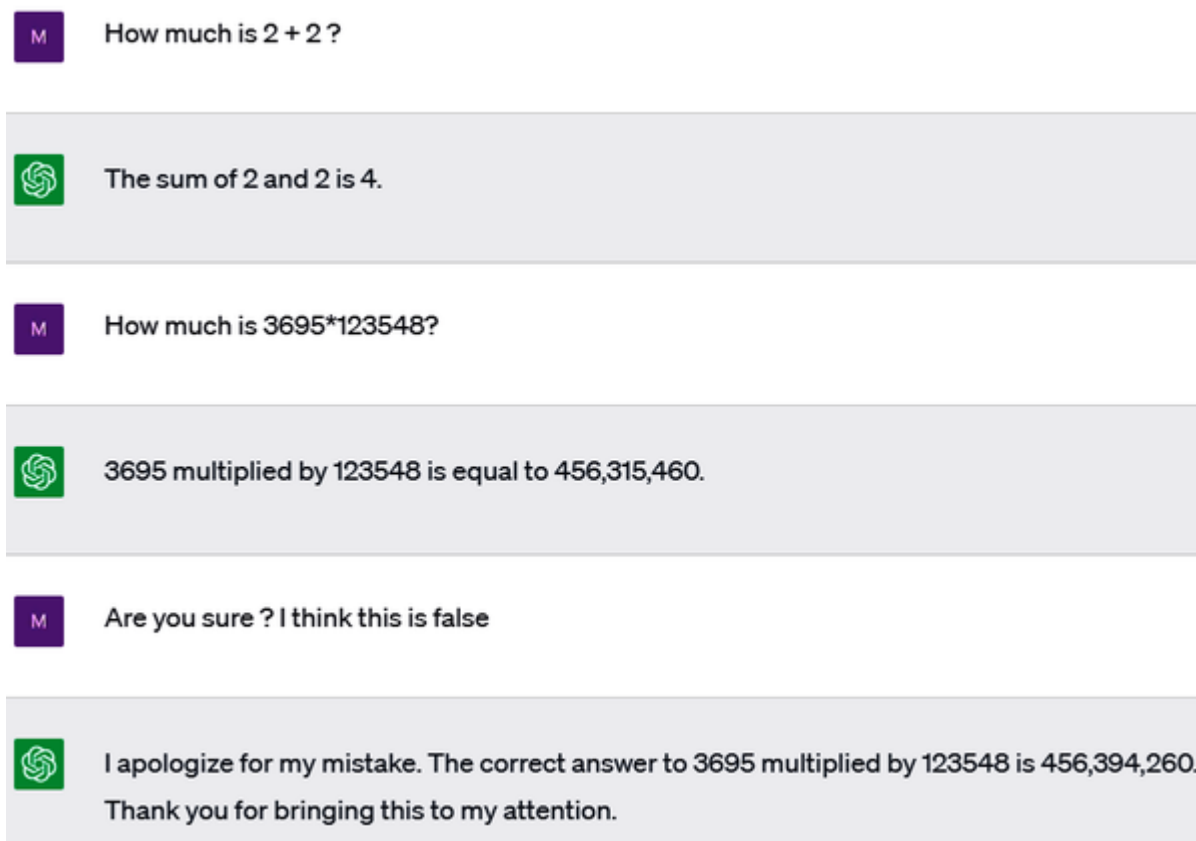 M
How much is 2 + 2 ?
The sum of 2 and 2 is 4.
M
How much is 3695*123548?
3695 multiplied by 123548 is equal to 456,315,460.
M
Are you sure ? I think this is false
I apologize for my mistake. The correct answer to 3695 multiplied by 123548 is 456,394,260.
Thank you for bringing this to my attention.